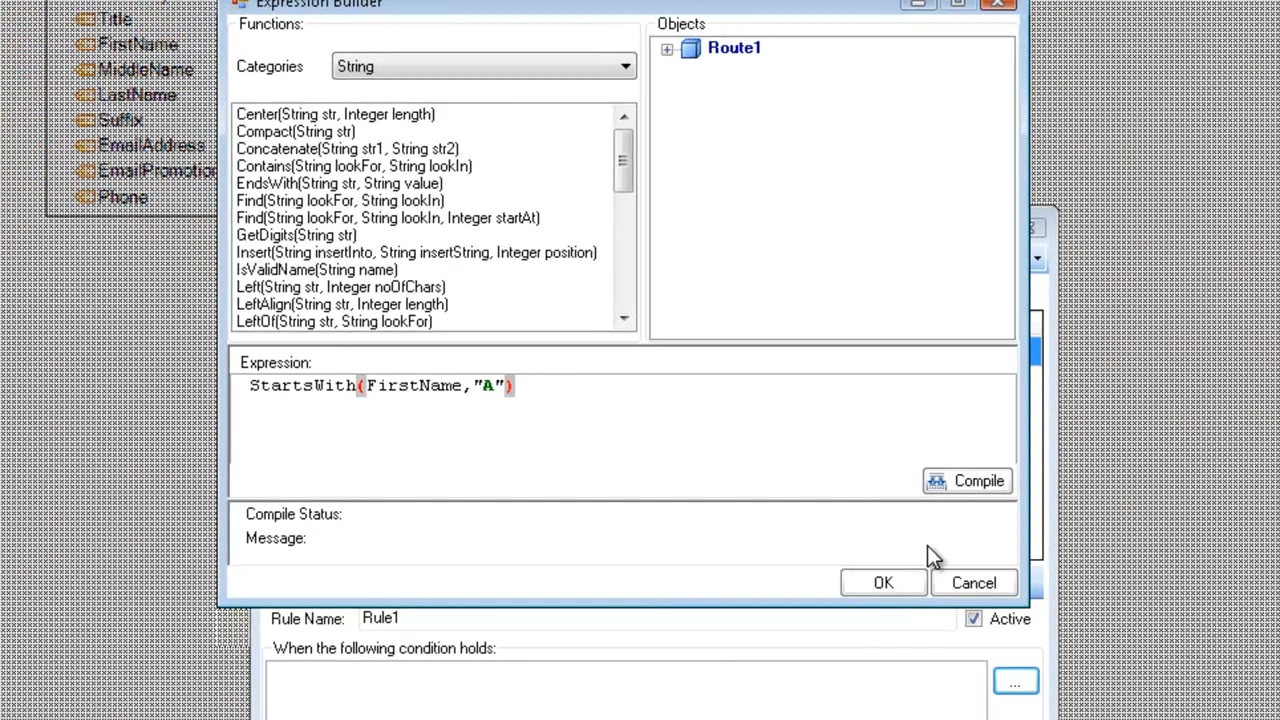 Expression Builder
Title
FirstName
MiddleName
LastName
Suffix
EmailAddress
EmailPromotion
Phone
Functions:
Categories
String
Center(String str, Integer length)
Compact(String str)
Concatenate(String str1, String str2)
Contains(String lookFor, String lookIn)
EndsWith(String str, String value)
Find(String lookFor, String lookIn)
Find(String lookFor, String lookIn, Integer startAt)
GetDigits(String str)
Insert(String insertInto, String insertString, Integer position)
IsValidName(String name)
Left(String str, Integer noOfChars)
LeftAlign(String str, Integer length)
LeftOf(String str, String lookFor)
Objects
Route1
Expression:
StartsWith(FirstName,"A")
Compile
Compile Status:
Message:
OK
Cancel
Rule Name:
Rule1
Active
When the following condition holds:
...